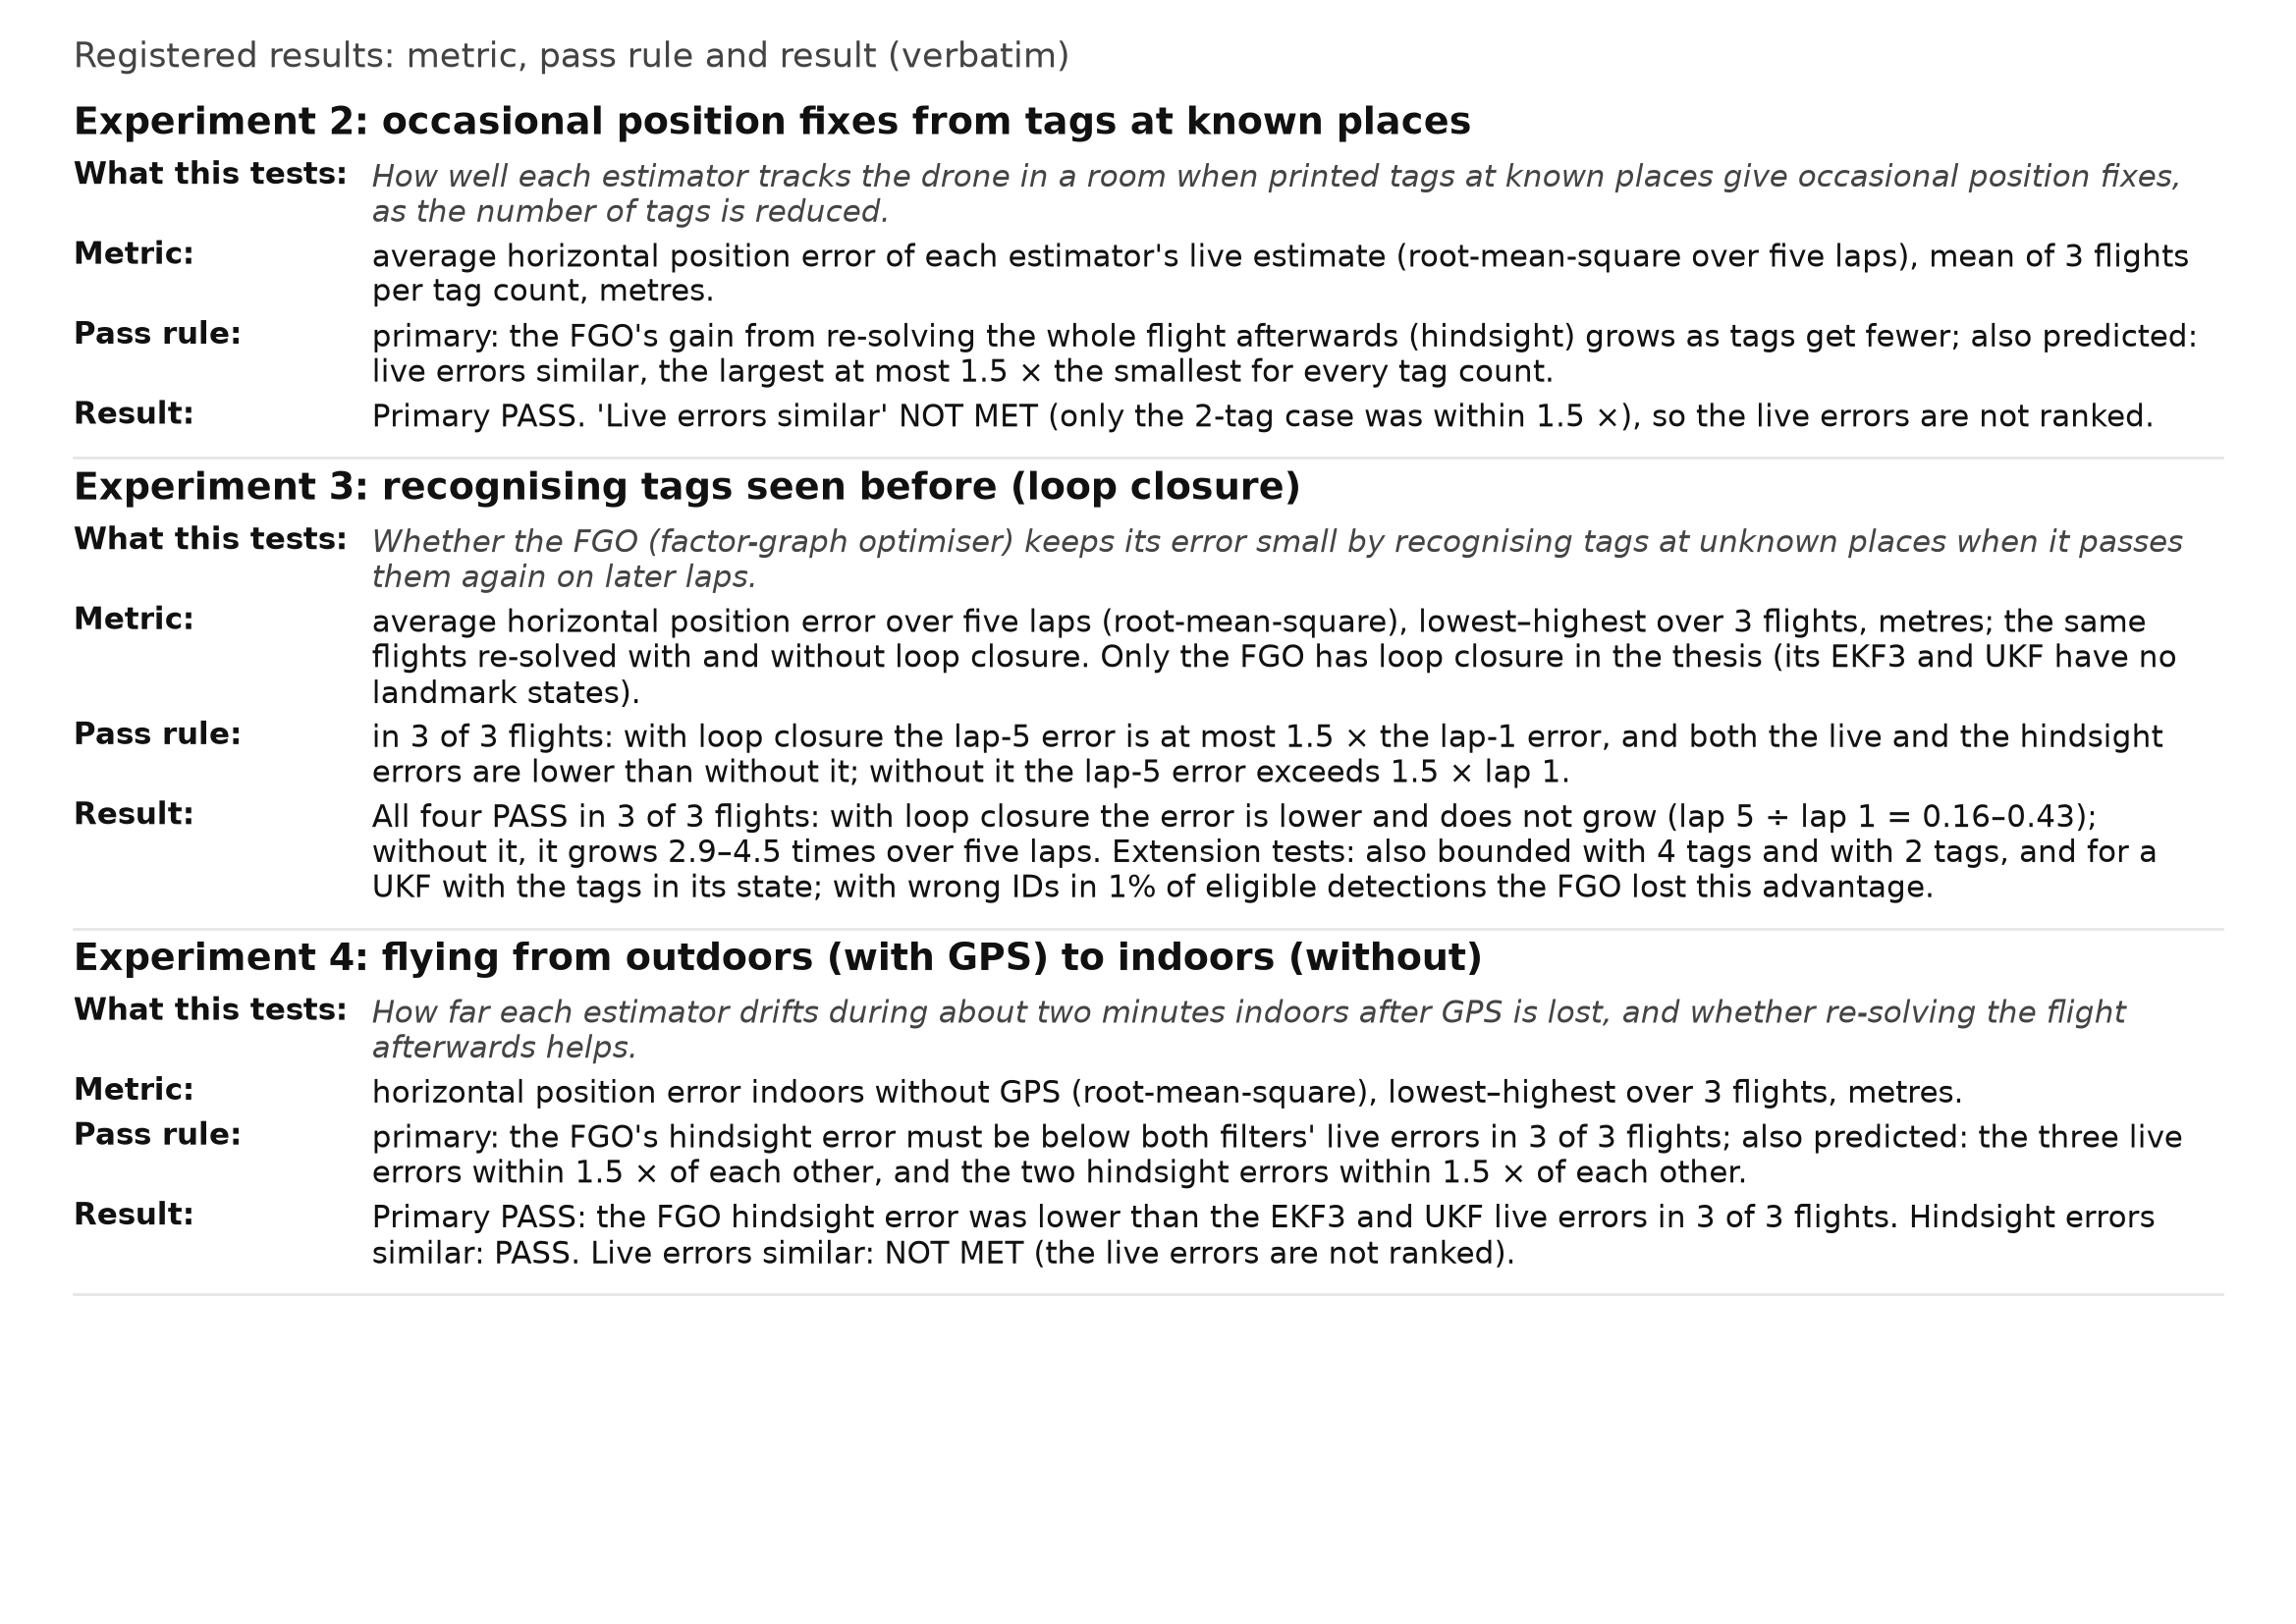 Registered results: metric, pass rule and result (verbatim)
Experiment 2: occasional position fixes from tags at known places
What this tests: How well each estimator tracks the drone in a room when printed tags at known places give occasional position fixes,
as the number of tags is reduced.
Metric: average horizontal position error of each estimator's live estimate (root-mean-square over five laps), mean of 3 flights
per tag count, metres.
Pass rule: primary: the FGO's gain from re-solving the whole flight afterwards (hindsight) grows as tags get fewer; also predicted:
live errors similar, the largest at most 1.5 × the smallest for every tag count.
Result: Primary PASS. 'Live errors similar' NOT MET (only the 2-tag case was within 1.5 ×), so the live errors are not ranked.
Experiment 3: recognising tags seen before (loop closure)
What this tests: Whether the FGO (factor-graph optimiser) keeps its error small by recognising tags at unknown places when it passes
them again on later laps.
Metric: average horizontal position error over five laps (root-mean-square), lowest–highest over 3 flights, metres; the same
flights re-solved with and without loop closure. Only the FGO has loop closure in the thesis (its EKF3 and UKF have no
landmark states).
Pass rule: in 3 of 3 flights: with loop closure the lap-5 error is at most 1.5 × the lap-1 error, and both the live and the hindsight
errors are lower than without it; without it the lap-5 error exceeds 1.5 × lap 1.
Result: All four PASS in 3 of 3 flights: with loop closure the error is lower and does not grow (lap 5 ÷ lap 1 = 0.16–0.43);
without it, it grows 2.9–4.5 times over five laps. Extension tests: also bounded with 4 tags and with 2 tags, and for a
UKF with the tags in its state; with wrong IDs in 1% of eligible detections the FGO lost this advantage.
Experiment 4: flying from outdoors (with GPS) to indoors (without)
What this tests: How far each estimator drifts during about two minutes indoors after GPS is lost, and whether re-solving the flight
afterwards helps.
Metric: horizontal position error indoors without GPS (root-mean-square), lowest–highest over 3 flights, metres.
Pass rule: primary: the FGO's hindsight error must be below both filters' live errors in 3 of 3 flights; also predicted: the three live
errors within 1.5 × of each other, and the two hindsight errors within 1.5 × of each other.
Result: Primary PASS: the FGO hindsight error was lower than the EKF3 and UKF live errors in 3 of 3 flights. Hindsight errors
similar: PASS. Live errors similar: NOT MET (the live errors are not ranked).